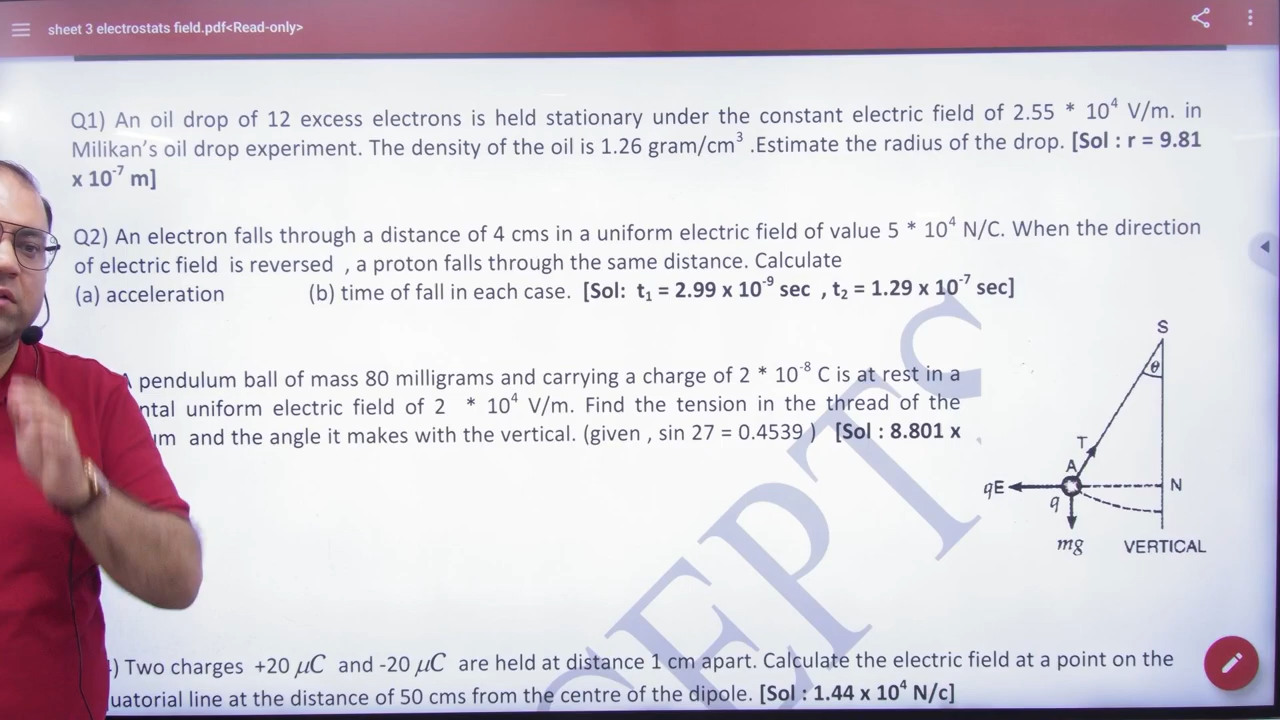 sheet 3 electrostats field.pdf<Read-only>
Q1) An oil drop of 12 excess electrons is held stationary under the constant electric field of 2.55 * 10⁴ V/m. in
Milikan's oil drop experiment. The density of the oil is 1.26 gram/cm³ .Estimate the radius of the drop. [Sol : r = 9.81
x 10⁻⁷ m]
Q2) An electron falls through a distance of 4 cms in a uniform electric field of value 5 * 10⁴ N/C. When the direction
of electric field is reversed , a proton falls through the same distance. Calculate
(a) acceleration (b) time of fall in each case. [Sol: t₁ = 2.99 x 10⁻⁹ sec , t₂ = 1.29 x 10⁻⁷ sec]
pendulum ball of mass 80 milligrams and carrying a charge of 2 * 10⁻⁸ C is at rest in a
ntal uniform electric field of 2 * 10⁴ V/m. Find the tension in the thread of the
m and the angle it makes with the vertical. (given , sin 27 = 0.4539 ) [Sol : 8.801 x
S
θ
T
A
qE
N
q
mg VERTICAL
) Two charges +20 μC and -20 μC are held at distance 1 cm apart. Calculate the electric field at a point on the
uatorial line at the distance of 50 cms from the centre of the dipole. [Sol : 1.44 x 10⁴ N/c]
CEPTS